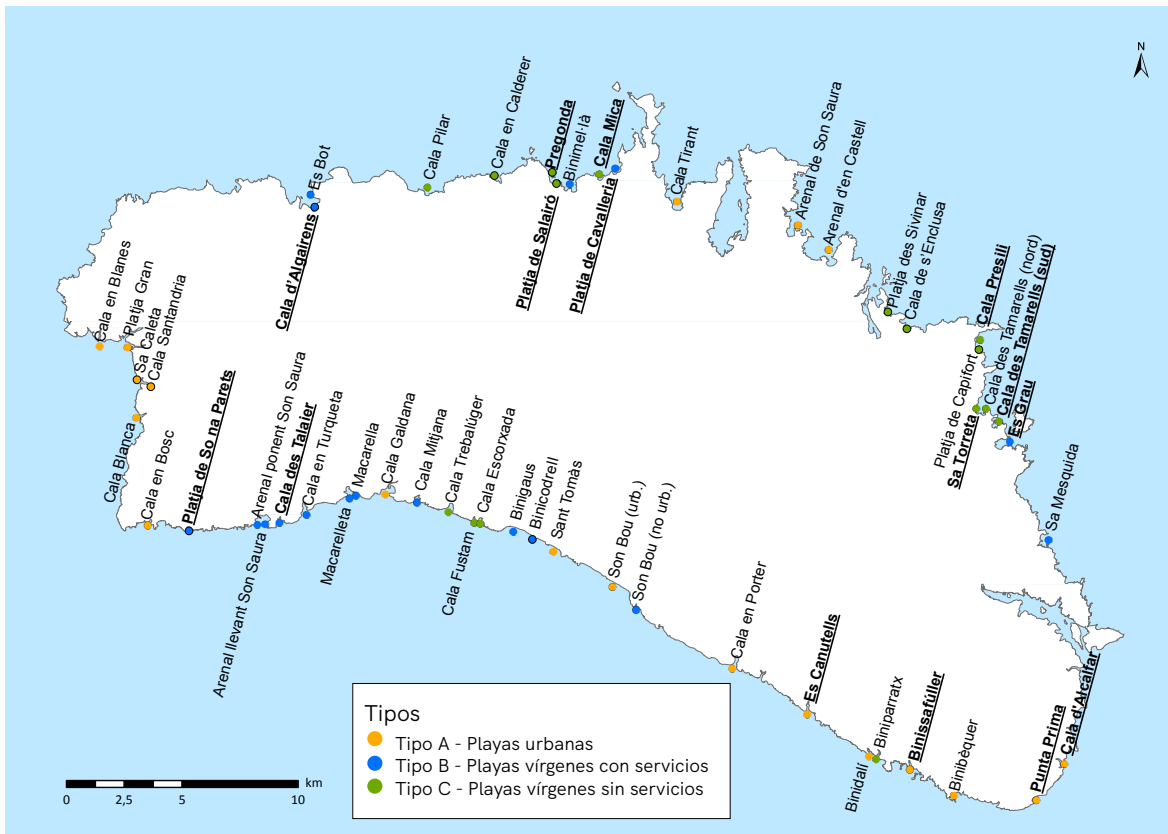 N
Cala en Calderer
Pregonda
Binimel·là
Cala Mica
Cala Pilar
Es Bot
Cala Tirant
Arenal de Son Saura
Arenal d'en Castell
Cala d'Algairens
Platja de Salairó
Platja de Cavalleria
Platja des Sivinar
Cala de s'Enclusa
Cala Presili
Cala des Tamarells (nord)
Cala des Tamarells (sud)
Es Grau
Platja de Capifort
Sa Torreta
Sa Mesquida
Cala en Blanes
Platja Gran
Sa Caleta
Cala Santandria
Cala Blanca
Cala en Bosc
Platja de So na Parets
Arenal ponent Son Saura
Arenal llevant Son Saura
Cala des Talaier
Cala en Turqueta
Macarelleta
Macarella
Cala Galdana
Cala Mitjana
Cala Trebalúger
Cala Fustam
Cala Escorxada
Binigaus
Binicodrell
Sant Tomàs
Son Bou (urb.)
Son Bou (no urb.)
Cala en Porter
Es Canutells
Binidalí
Biniparratx
Binissafúller
Binibèquer
Punta Prima
Cala d'Alcalfar
Tipos
Tipo A - Playas urbanas
Tipo B - Playas vírgenes con servicios
Tipo C - Playas vírgenes sin servicios
km
0 2,5 5 10